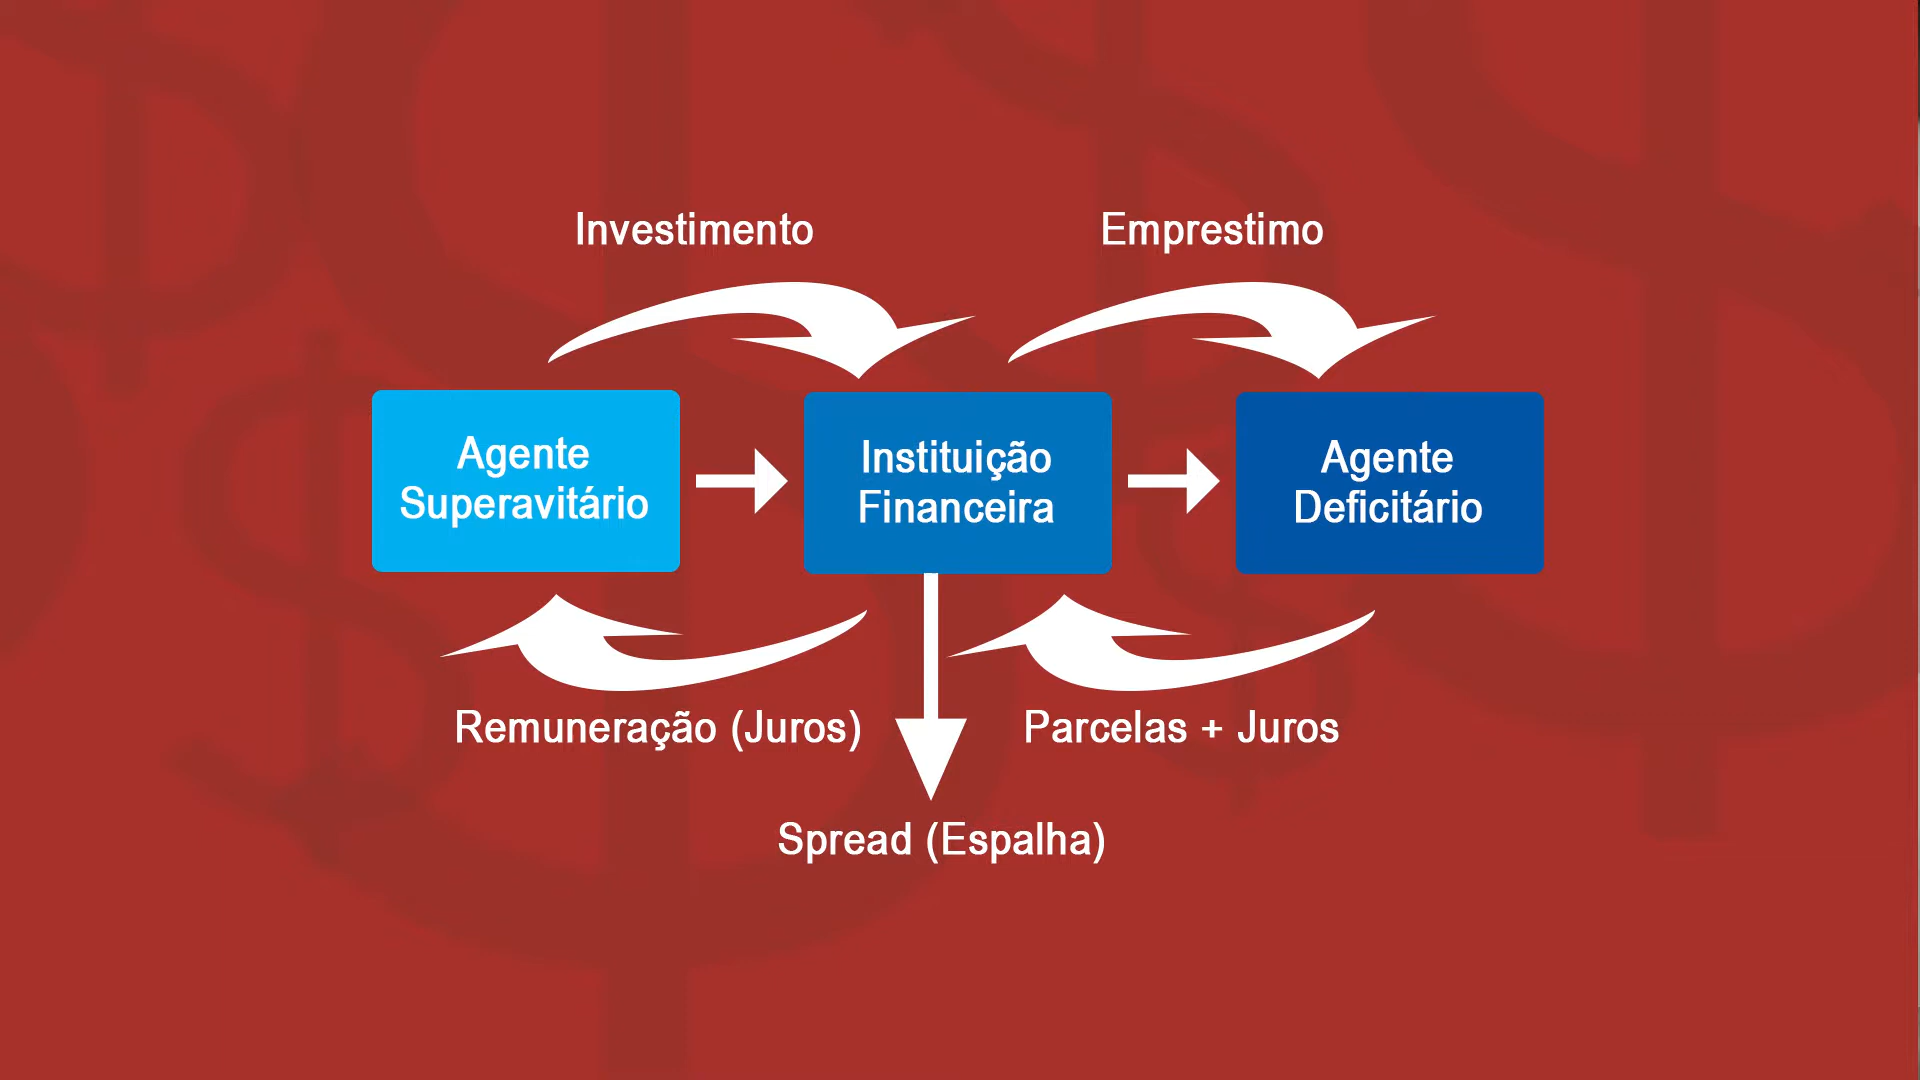 Investimento
Emprestimo
Agente
Superavitário
Instituição
Financeira
Agente
Deficitário
Remuneração (Juros)
Parcelas + Juros
Spread (Espalha)